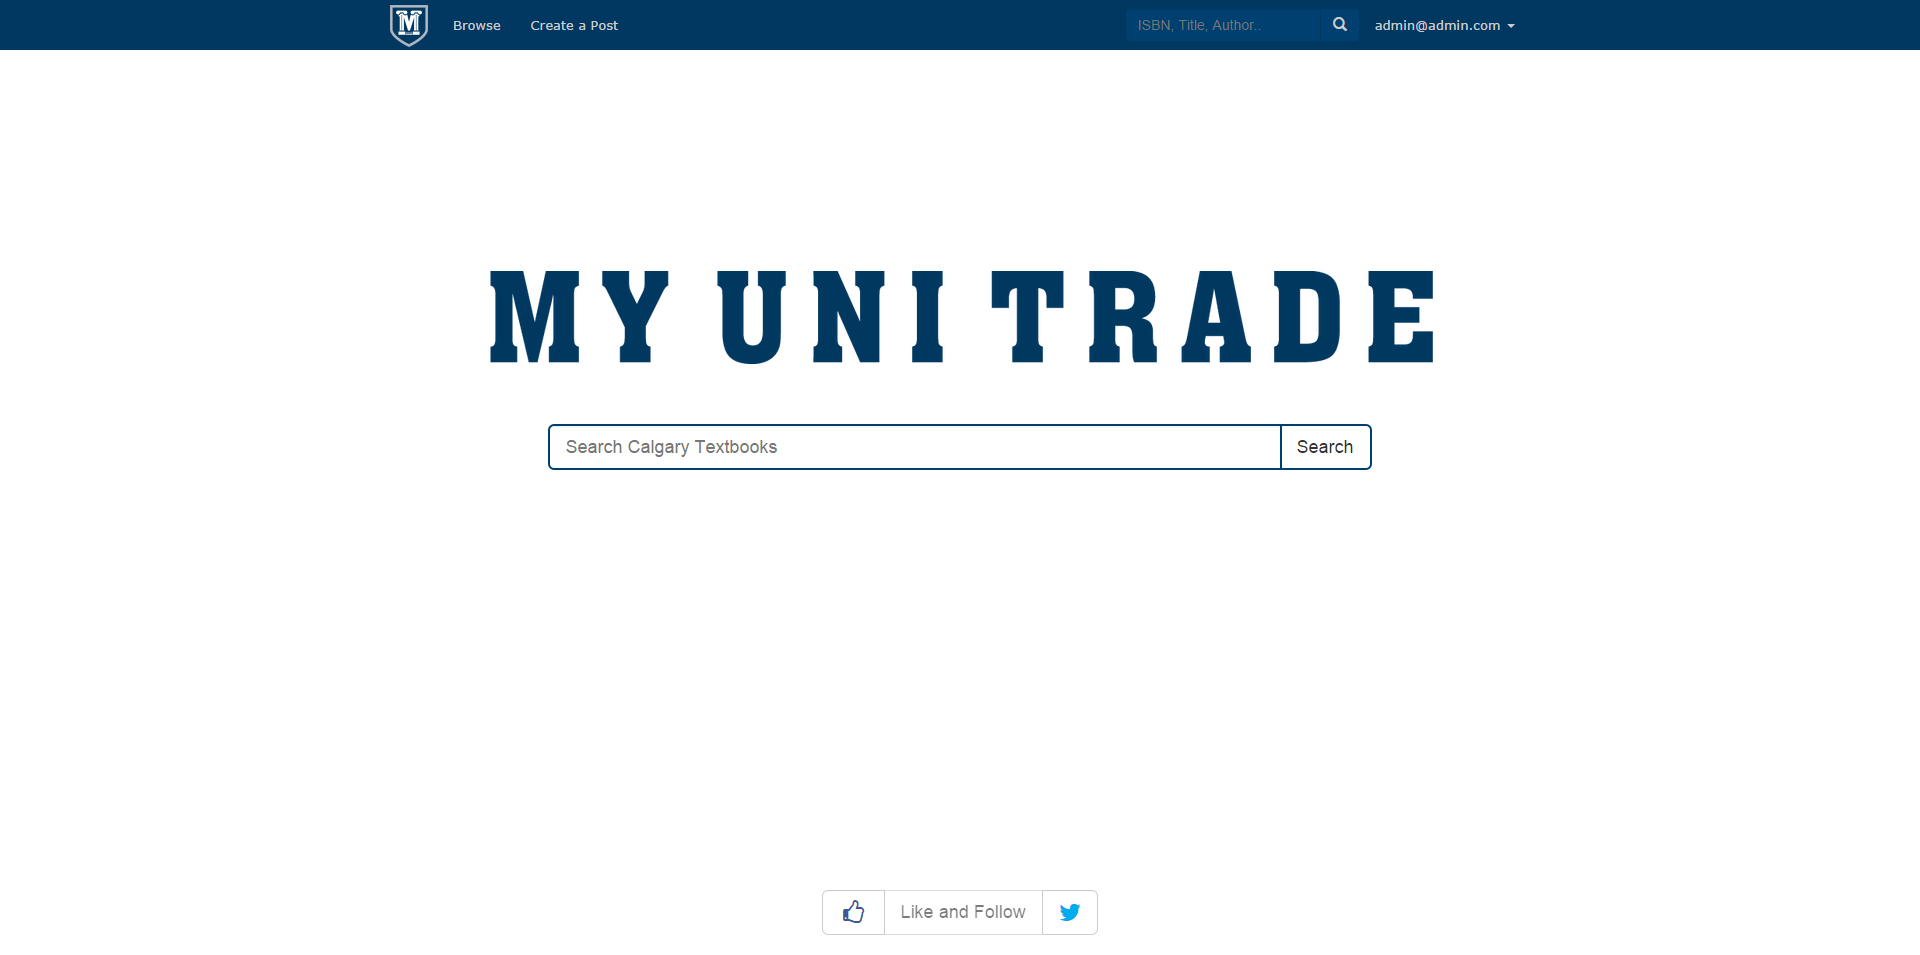 M Browse Create a Post ISBN, Title, Author.. admin@admin.com
MY UNI TRADE
Search Calgary Textbooks Search
Like and Follow